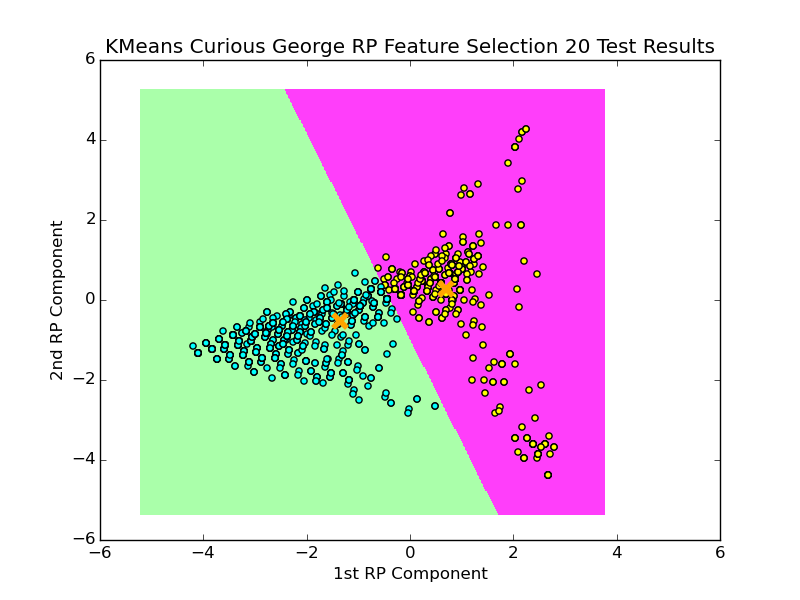 KMeans Curious George RP Feature Selection 20 Test Results
6
4
2
0
−2
−4
−6
2nd RP Component
−6 −4 −2 0 2 4 6
1st RP Component